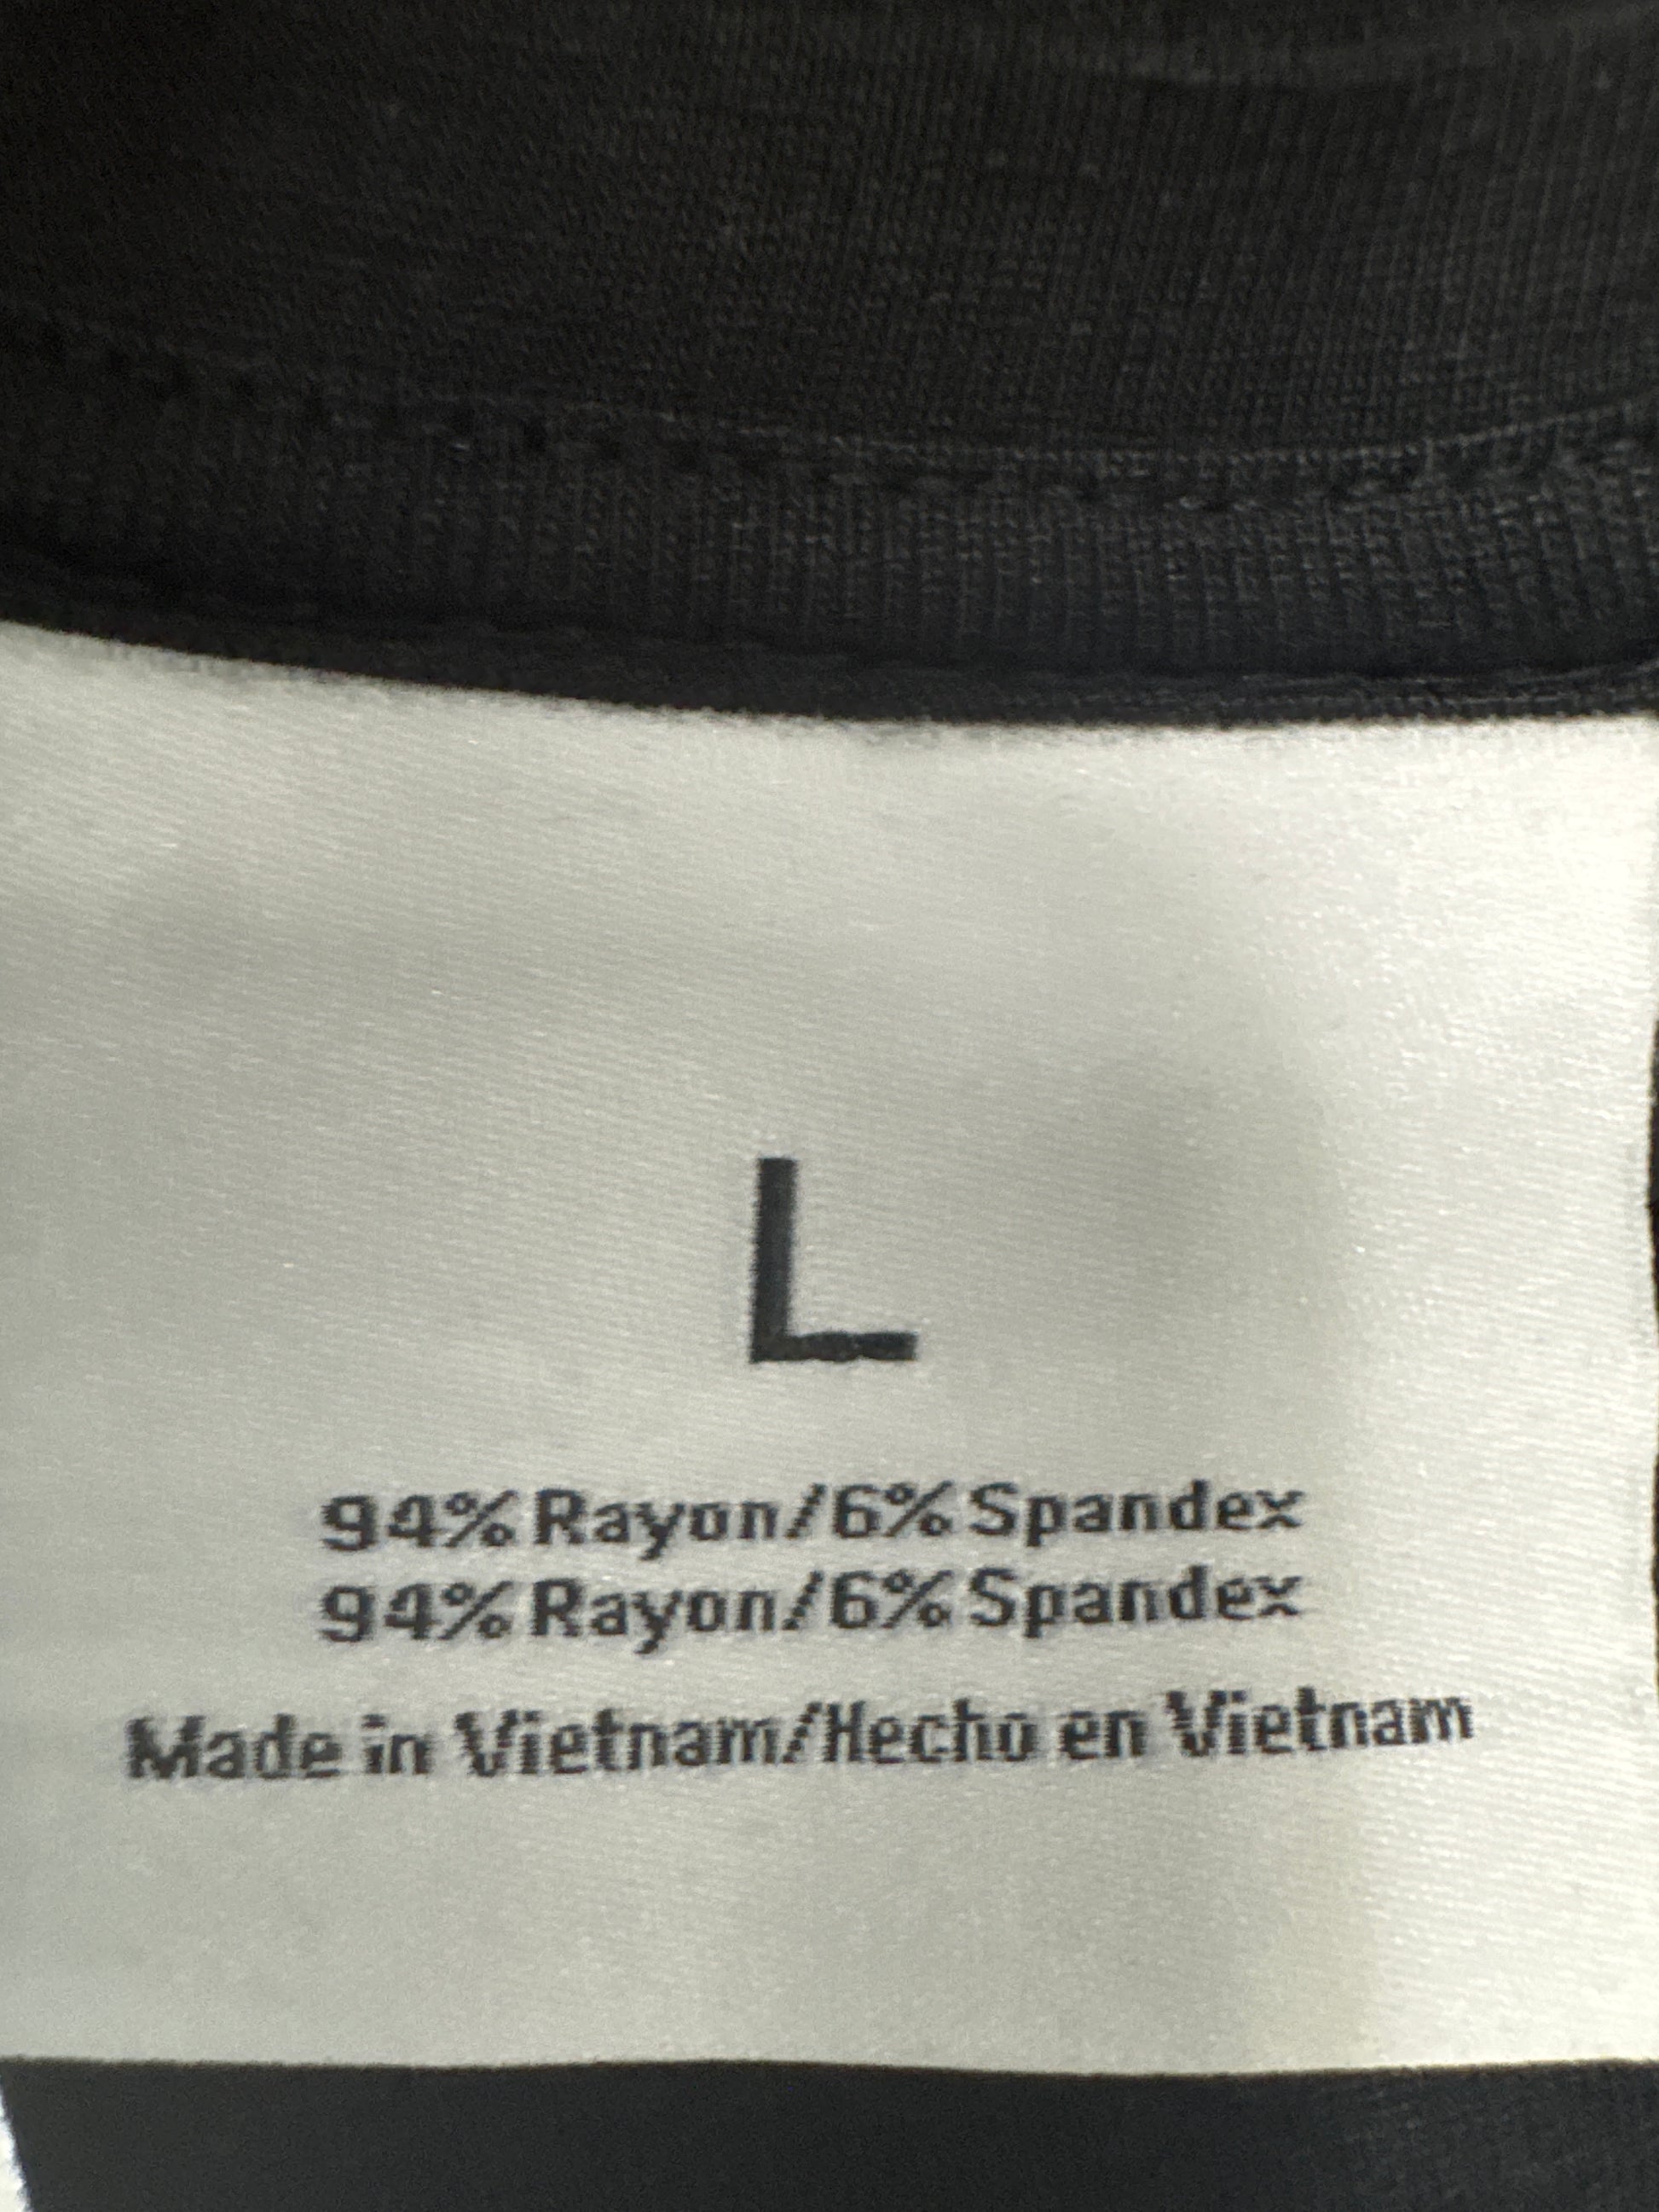 L
94% Rayon/6% Spandex
94% Rayon/6% Spandex
Made in Vietnam/Hecho en Vietnam